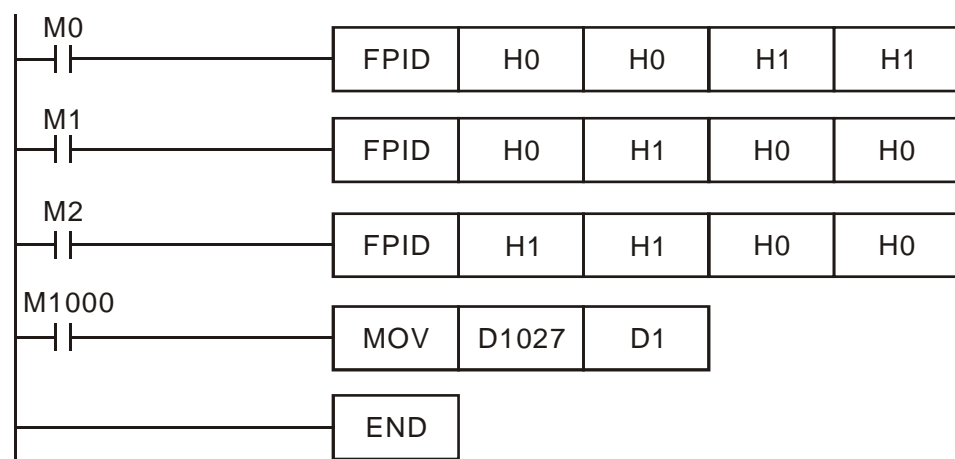 M0
FPID H0 H0 H1 H1
M1
FPID H0 H1 H0 H0
M2
FPID H1 H1 H0 H0
M1000
MOV D1027 D1
END